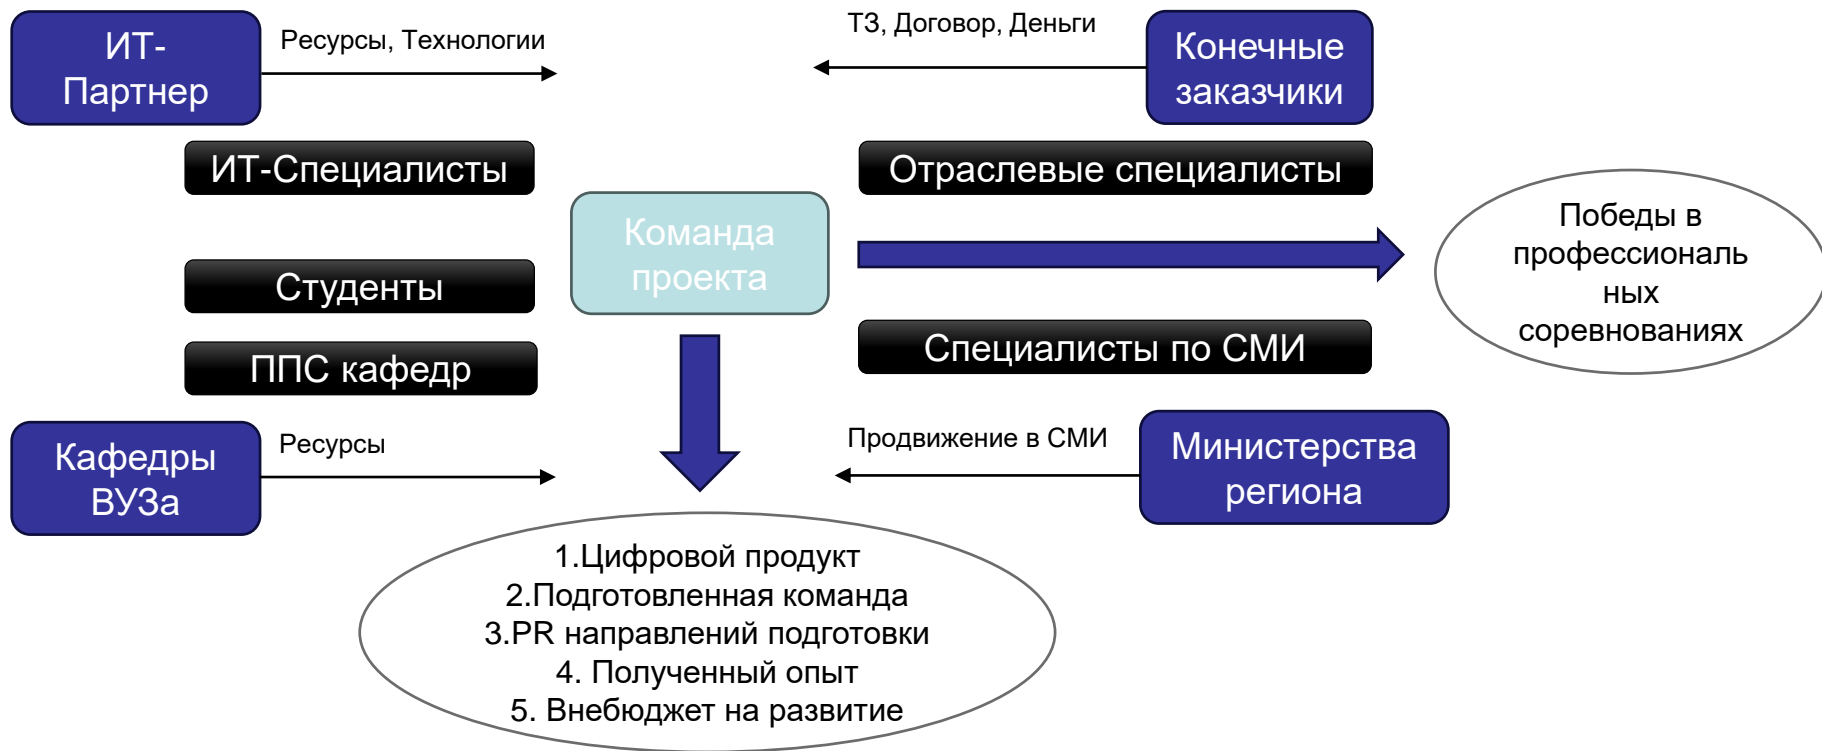 ИТ-
Партнер
Ресурсы, Технологии
ТЗ, Договор, Деньги
Конечные
заказчики
ИТ-Специалисты
Отраслевые специалисты
Команда
проекта
Победы в
профессиональ
ных
соревнованиях
Студенты
ППС кафедр
Специалисты по СМИ
Кафедры
ВУЗа
Ресурсы
Продвижение в СМИ
Министерства
региона
1.Цифровой продукт
2.Подготовленная команда
3.PR направлений подготовки
4. Полученный опыт
5. Внебюджет на развитие